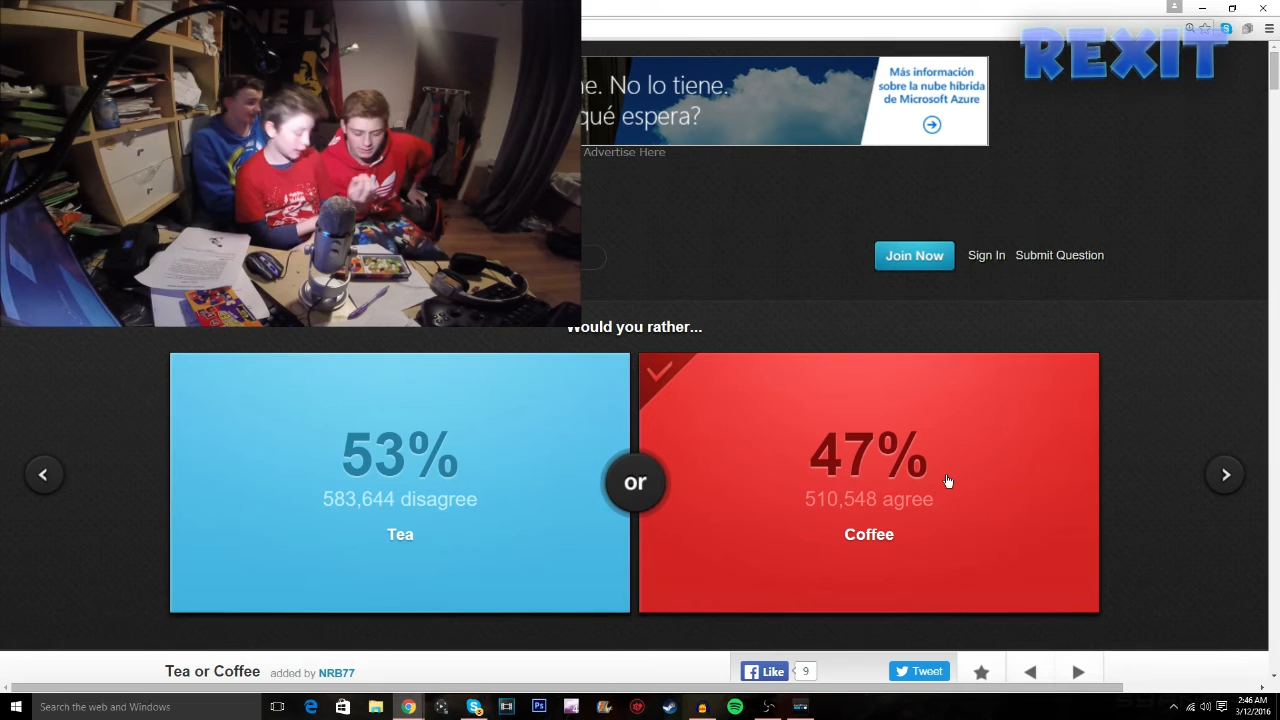 REXIT
ne. No lo tiene.
qué espera?
Más información
sobre la nube híbrida
de Microsoft Azure
Advertise Here
Join Now
Sign In
Submit Question
Would you rather...
53%
583,644 disagree
Tea
or
47%
510,548 agree
Coffee
Tea or Coffee
added by NRB77
Like
9
Tweet
Search the web and Windows
2:46 AM
3/12/2016